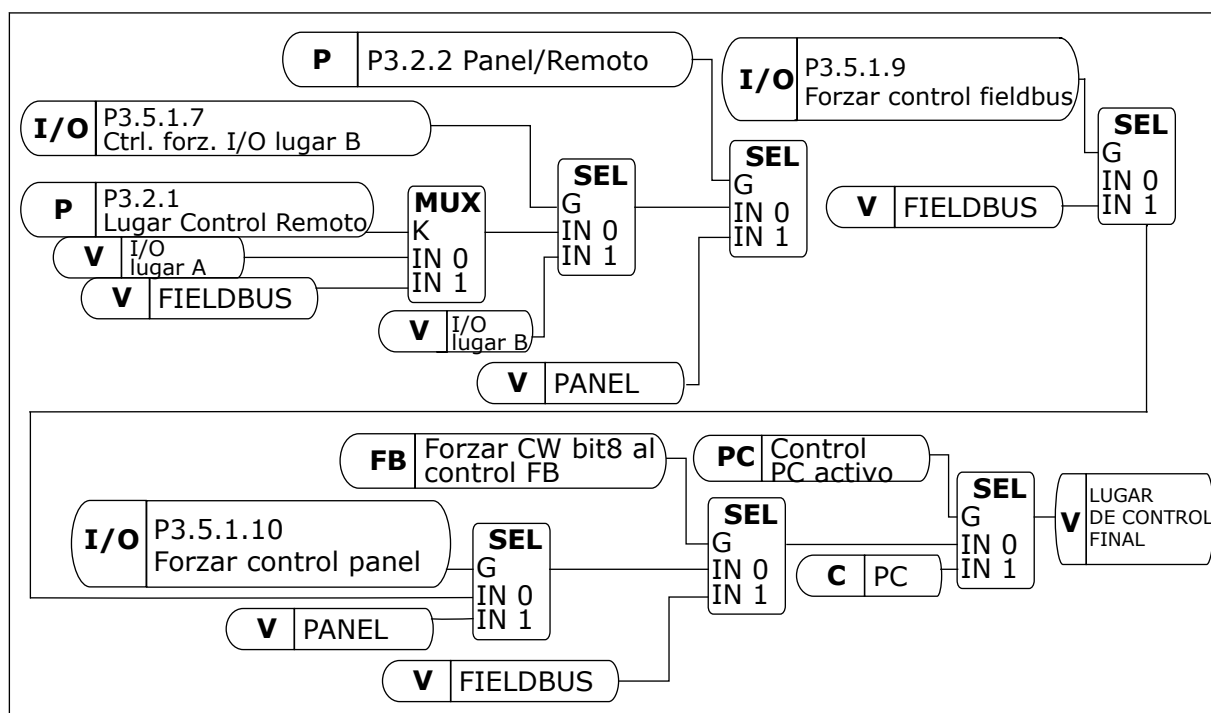 P P3.2.2 Panel/Remoto
I/O P3.5.1.9
Forzar control fieldbus
I/O P3.5.1.7
Ctrl. forz. I/O lugar B
SEL
G
IN 0
IN 1
SEL
G
IN 0
IN 1
SEL
G
IN 0
IN 1
P P3.2.1
Lugar Control Remoto
MUX
K
IN 0
IN 1
V FIELDBUS
V I/O
lugar A
V FIELDBUS
V I/O
lugar B
V PANEL
FB Forzar CW bit8 al
control FB
PC Control
PC activo
SEL
G
IN 0
IN 1
V LUGAR
DE CONTROL
FINAL
I/O P3.5.1.10
Forzar control panel
SEL
G
IN 0
IN 1
SEL
G
IN 0
IN 1
C PC
V PANEL
V FIELDBUS